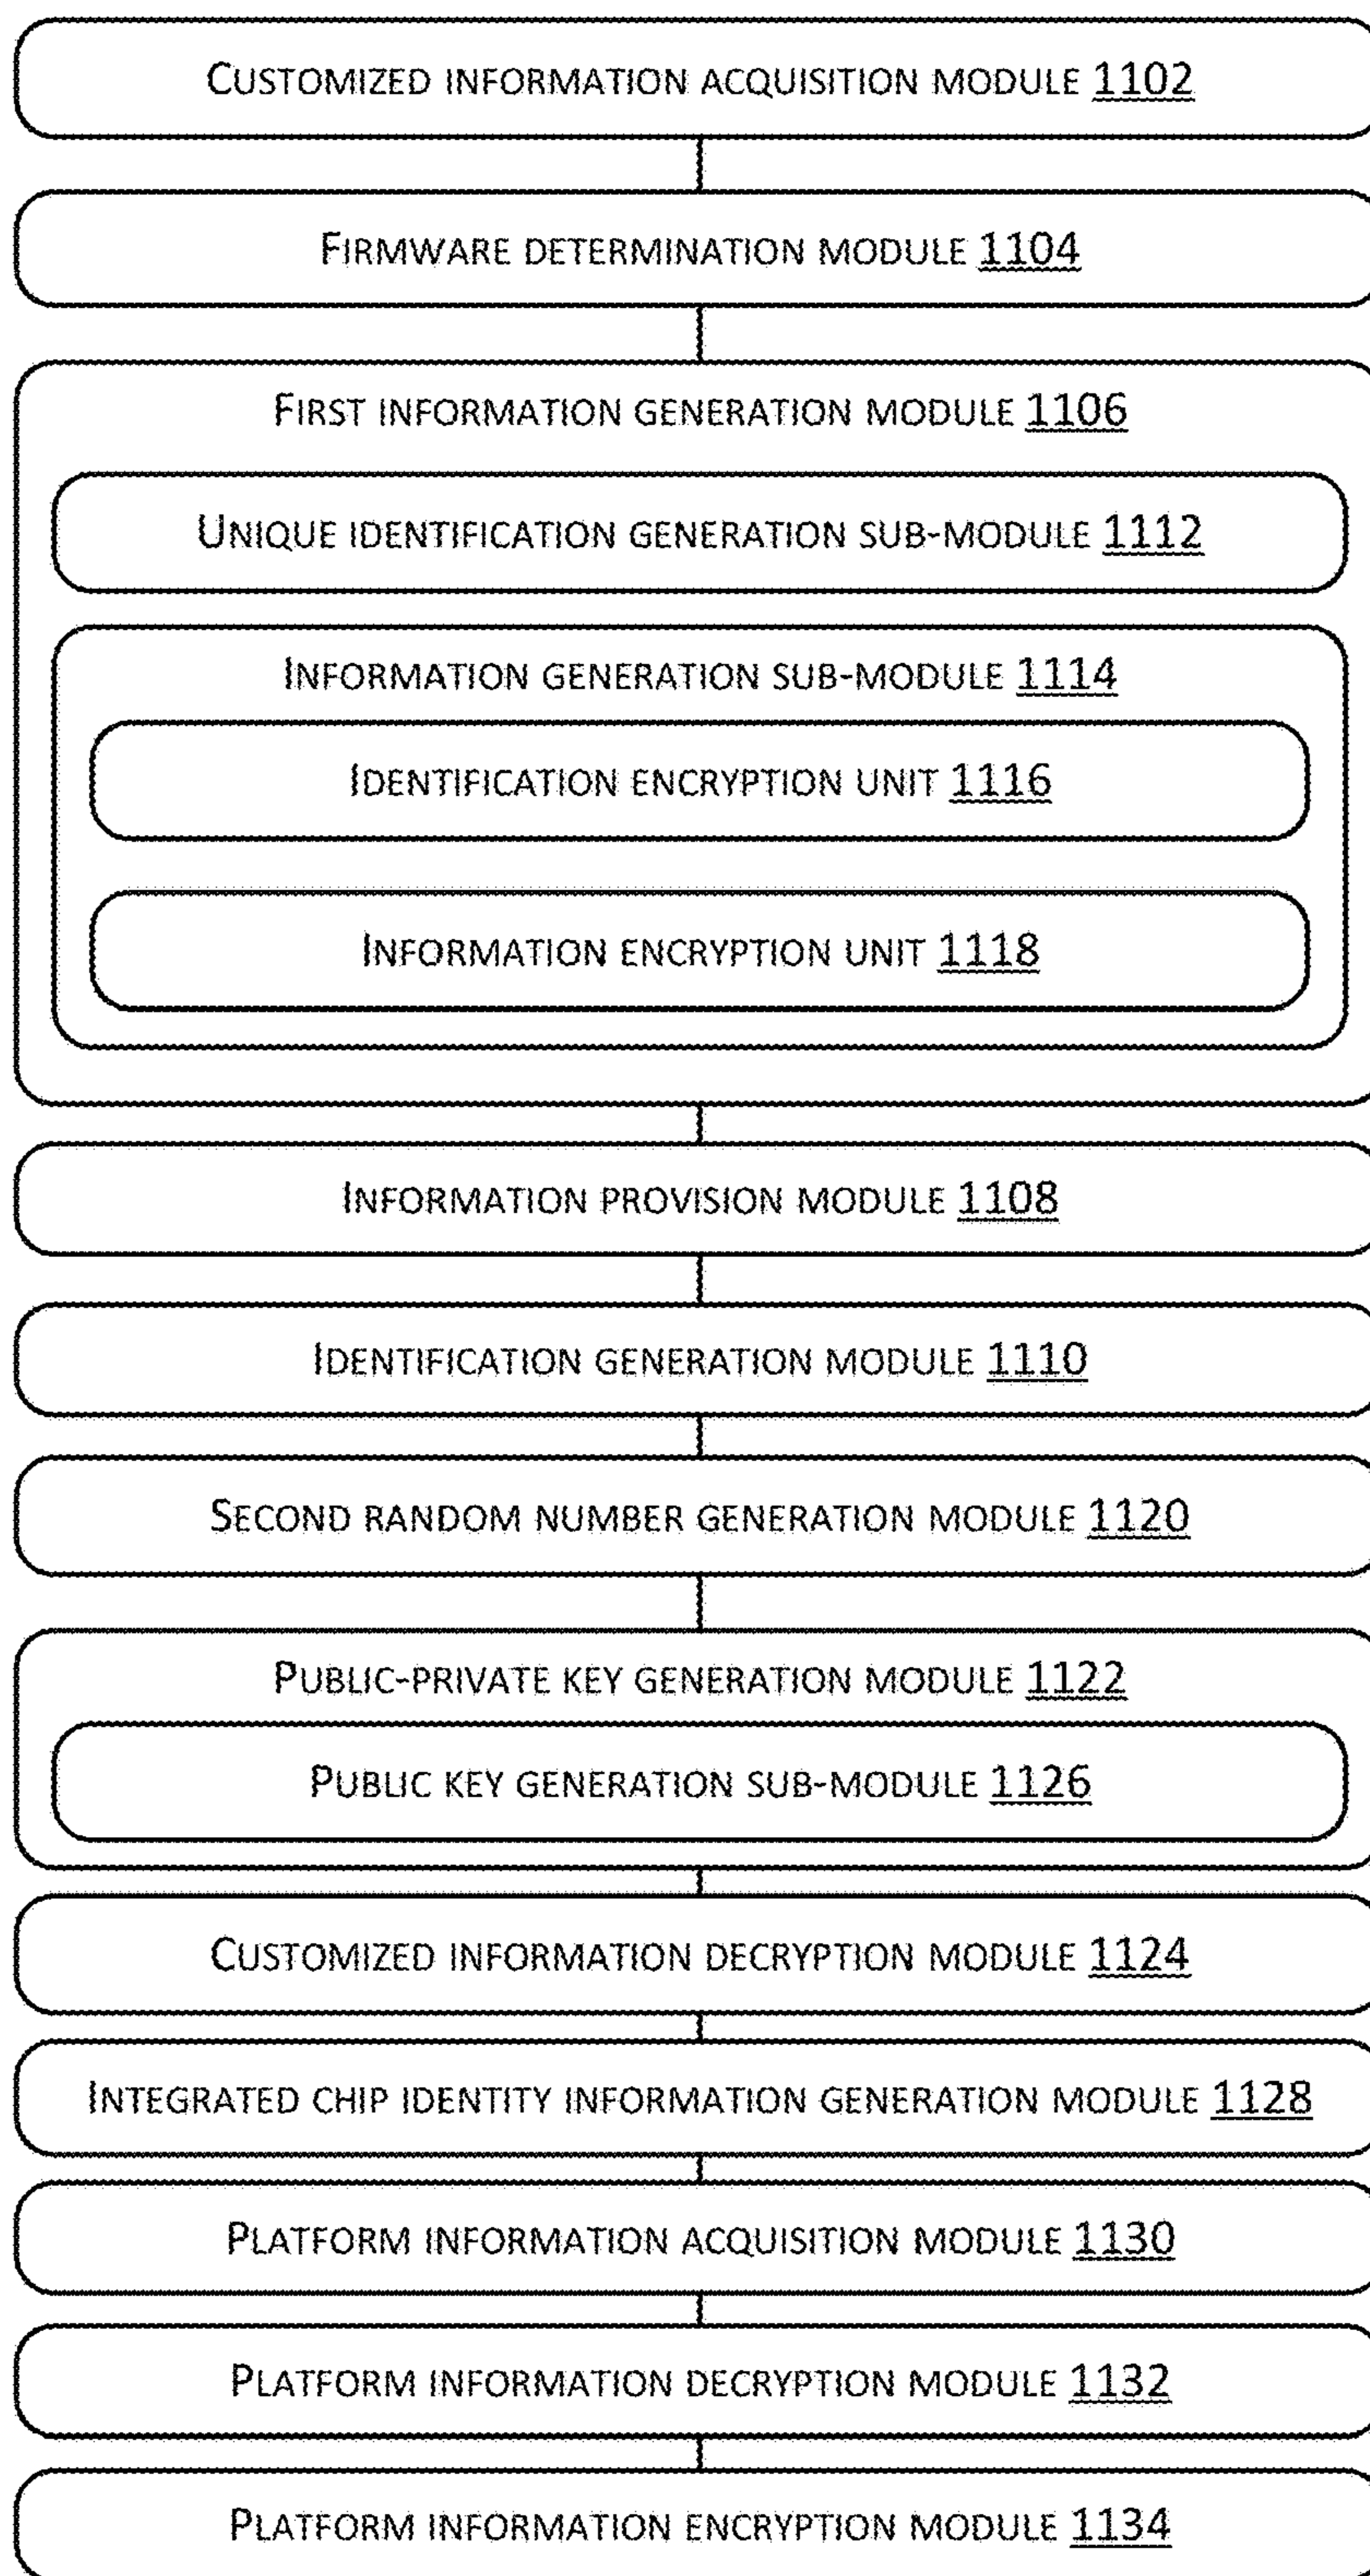 CUSTOMIZED INFORMATION ACQUISITION MODULE 1102
FIRMWARE DETERMINATION MODULE 1104
FIRST INFORMATION GENERATION MODULE 1106
UNIQUE IDENTIFICATION GENERATION SUB-MODULE 1112
INFORMATION GENERATION SUB-MODULE 1114
IDENTIFICATION ENCRYPTION UNIT 1116
INFORMATION ENCRYPTION UNIT 1118
INFORMATION PROVISION MODULE 1108
IDENTIFICATION GENERATION MODULE 1110
SECOND RANDOM NUMBER GENERATION MODULE 1120
PUBLIC-PRIVATE KEY GENERATION MODULE 1122
PUBLIC KEY GENERATION SUB-MODULE 1126
CUSTOMIZED INFORMATION DECRYPTION MODULE 1124
INTEGRATED CHIP IDENTITY INFORMATION GENERATION MODULE 1128
PLATFORM INFORMATION ACQUISITION MODULE 1130
PLATFORM INFORMATION DECRYPTION MODULE 1132
PLATFORM INFORMATION ENCRYPTION MODULE 1134